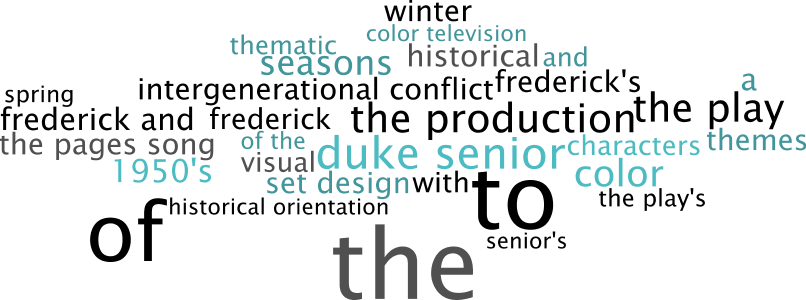 winter
color television
thematic
seasons
historical
and
spring
intergenerational conflict
frederick's
a
frederick and
frederick
the production
the play
the pages song
of the
visual
duke senior
characters
themes
1950's
set design
with
to
color
the play's
of
historical orientation
the
senior's